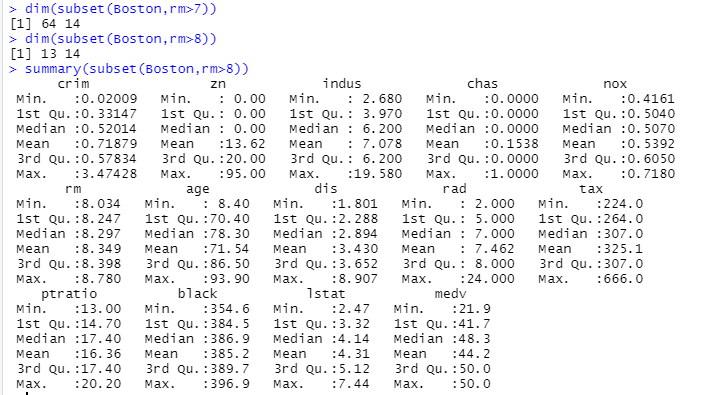 > dim(subset(Boston,rm>7))
[1] 64 14
> dim(subset(Boston,rm>8))
[1] 13 14
> summary(subset(Boston,rm>8))
crim zn indus chas nox
Min. :0.02009 Min. : 0.00 Min. : 2.680 Min. :0.0000 Min. :0.4161
1st Qu.:0.33147 1st Qu.: 0.00 1st Qu.: 3.970 1st Qu.:0.0000 1st Qu.:0.5040
Median :0.52014 Median : 0.00 Median : 6.200 Median :0.0000 Median :0.5070
Mean :0.71879 Mean :13.62 Mean : 7.078 Mean :0.1538 Mean :0.5392
3rd Qu.:0.57834 3rd Qu.:20.00 3rd Qu.: 6.200 3rd Qu.:0.0000 3rd Qu.:0.6050
Max. :3.47428 Max. :95.00 Max. :19.580 Max. :1.0000 Max. :0.7180
rm age dis rad tax
Min. :8.034 Min. : 8.40 Min. :1.801 Min. : 2.000 Min. :224.0
1st Qu.:8.247 1st Qu.:70.40 1st Qu.:2.288 1st Qu.: 5.000 1st Qu.:264.0
Median :8.297 Median :78.30 Median :2.894 Median : 7.000 Median :307.0
Mean :8.349 Mean :71.54 Mean :3.430 Mean : 7.462 Mean :325.1
3rd Qu.:8.398 3rd Qu.:86.50 3rd Qu.:3.652 3rd Qu.: 8.000 3rd Qu.:307.0
Max. :8.780 Max. :93.90 Max. :8.907 Max. :24.000 Max. :666.0
ptratio black lstat medv
Min. :13.00 Min. :354.6 Min. :2.47 Min. :21.9
1st Qu.:14.70 1st Qu.:384.5 1st Qu.:3.32 1st Qu.:41.7
Median :17.40 Median :386.9 Median :4.14 Median :48.3
Mean :16.36 Mean :385.2 Mean :4.31 Mean :44.2
3rd Qu.:17.40 3rd Qu.:389.7 3rd Qu.:5.12 3rd Qu.:50.0
Max. :20.20 Max. :396.9 Max. :7.44 Max. :50.0